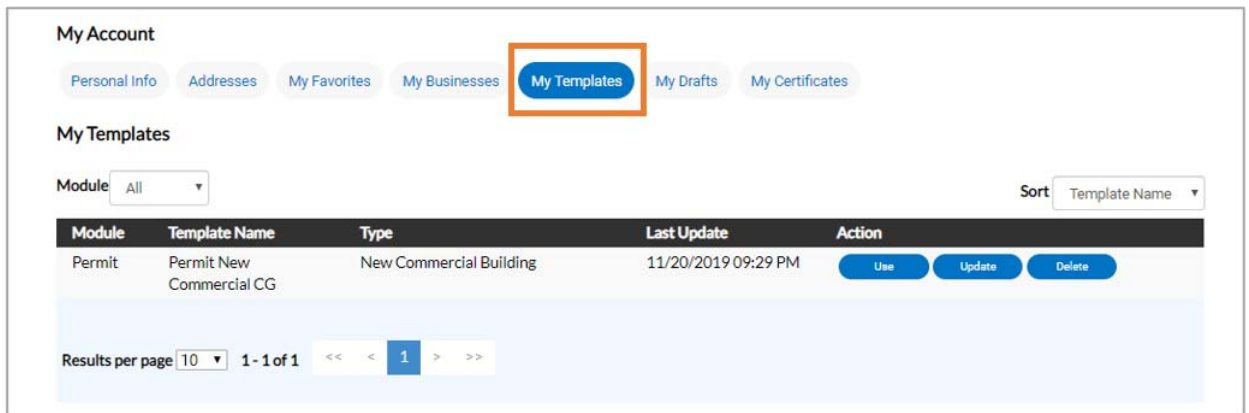 My Account
Personal Info Addresses My Favorites My Businesses My Templates My Drafts My Certificates
My Templates
Module All Sort Template Name
Module Template Name Type Last Update Action
Permit Permit New New Commercial Building 11/20/2019 09:29 PM Use Update Delete
Commercial CG
Results per page 10 1 - 1 of 1 << < 1 > >>